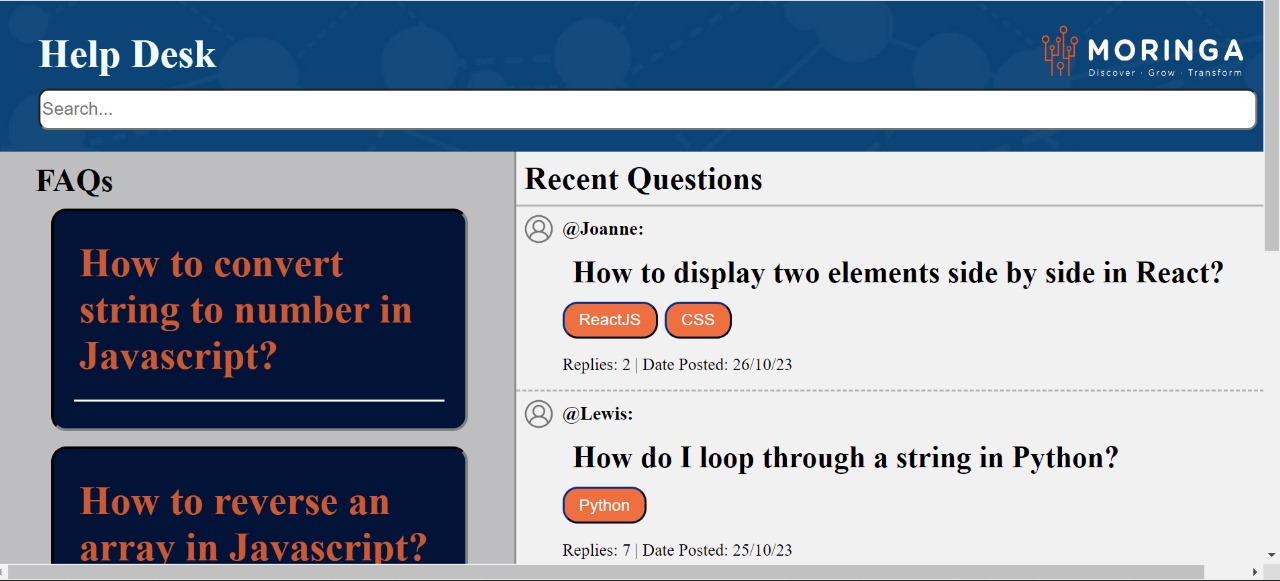 Help Desk
MORINGA
Discover · Grow · Transform
Search...
FAQs
How to convert
string to number in
Javascript?
How to reverse an
array in Javascript?
Recent Questions
@Joanne:
How to display two elements side by side in React?
ReactJS CSS
Replies: 2 | Date Posted: 26/10/23
@Lewis:
How do I loop through a string in Python?
Python
Replies: 7 | Date Posted: 25/10/23